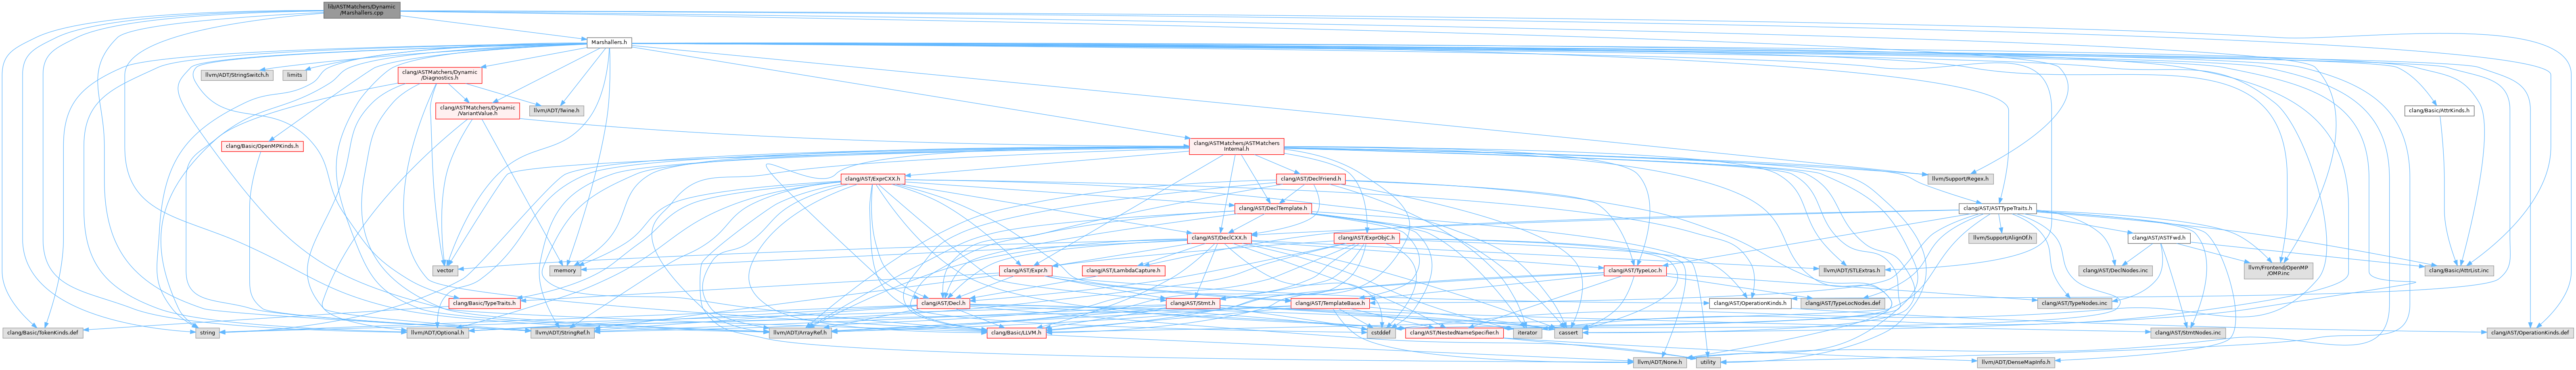 lib/ASTMatchers/Dynamic
/Marshallers.cpp
Marshallers.h
llvm/ADT/StringSwitch.h
limits
clang/ASTMatchers/Dynamic
/Diagnostics.h
clang/Basic/AttrKinds.h
clang/ASTMatchers/Dynamic
/VariantValue.h
llvm/ADT/Twine.h
clang/Basic/OpenMPKinds.h
clang/ASTMatchers/ASTMatchers
Internal.h
clang/AST/ExprCXX.h
clang/AST/DeclFriend.h
llvm/Support/Regex.h
clang/AST/DeclTemplate.h
clang/AST/ASTTypeTraits.h
clang/AST/DeclCXX.h
clang/AST/ExprObjC.h
llvm/Support/AlignOf.h
clang/AST/ASTFwd.h
vector
memory
clang/AST/Expr.h
clang/AST/LambdaCapture.h
clang/AST/TypeLoc.h
llvm/ADT/STLExtras.h
clang/AST/DeclNodes.inc
llvm/Frontend/OpenMP
/OMP.inc
clang/Basic/AttrList.inc
clang/Basic/TypeTraits.h
clang/AST/Decl.h
clang/AST/Stmt.h
clang/AST/TemplateBase.h
clang/AST/OperationKinds.h
clang/AST/TypeLocNodes.def
clang/AST/TypeNodes.inc
clang/Basic/TokenKinds.def
string
llvm/ADT/Optional.h
llvm/ADT/StringRef.h
llvm/ADT/ArrayRef.h
clang/Basic/LLVM.h
cstddef
clang/AST/NestedNameSpecifier.h
iterator
cassert
clang/AST/StmtNodes.inc
clang/AST/OperationKinds.def
llvm/ADT/None.h
utility
llvm/ADT/DenseMapInfo.h